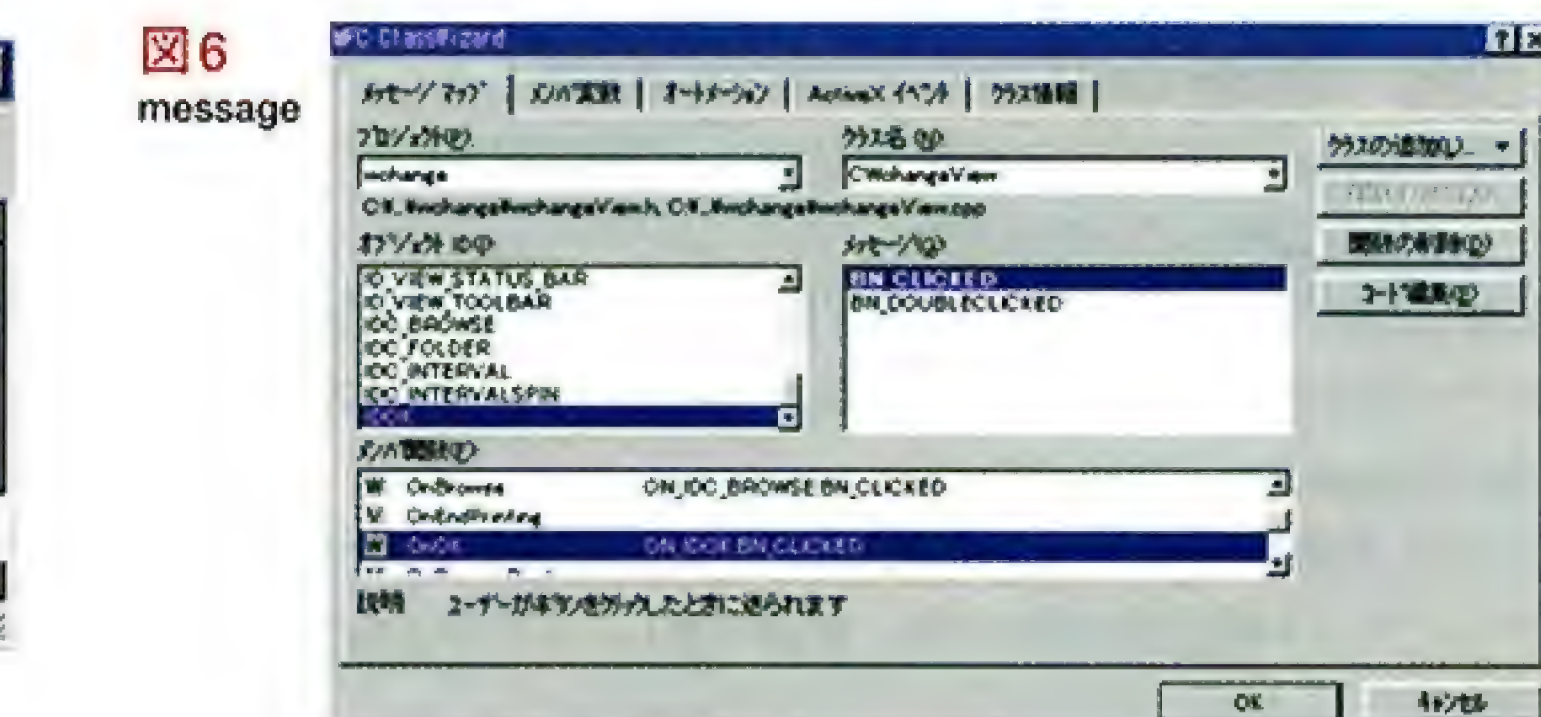 図6
message
MFC ClassWizard
メッセージ マップ メンバ変数 オートメーション ActiveX イベント クラス情報
プロジェクト(P):
クラス名(N):
クラスの追加(L)...
wchange
CWchangeView
C:¥...¥wchange¥wchangeView.h, C:¥...¥wchange¥wchangeView.cpp
オブジェクト ID(I):
メッセージ(G):
関数の削除(D)
ID_VIEW_STATUS_BAR
BN_CLICKED
ID_VIEW_TOOLBAR
BN_DOUBLECLICKED
コード編集(E)
IDC_BROWSE
IDC_FOLDER
IDC_INTERVAL
IDC_INTERVALSPIN
IDOK
メンバ関数(F):
W OnBrowse ON_IDC_BROWSE:BN_CLICKED
V OnEndPrinting
W OnOK ON_IDOK:BN_CLICKED
説明: ユーザーがボタンをクリックしたときに送られます
OK キャンセル